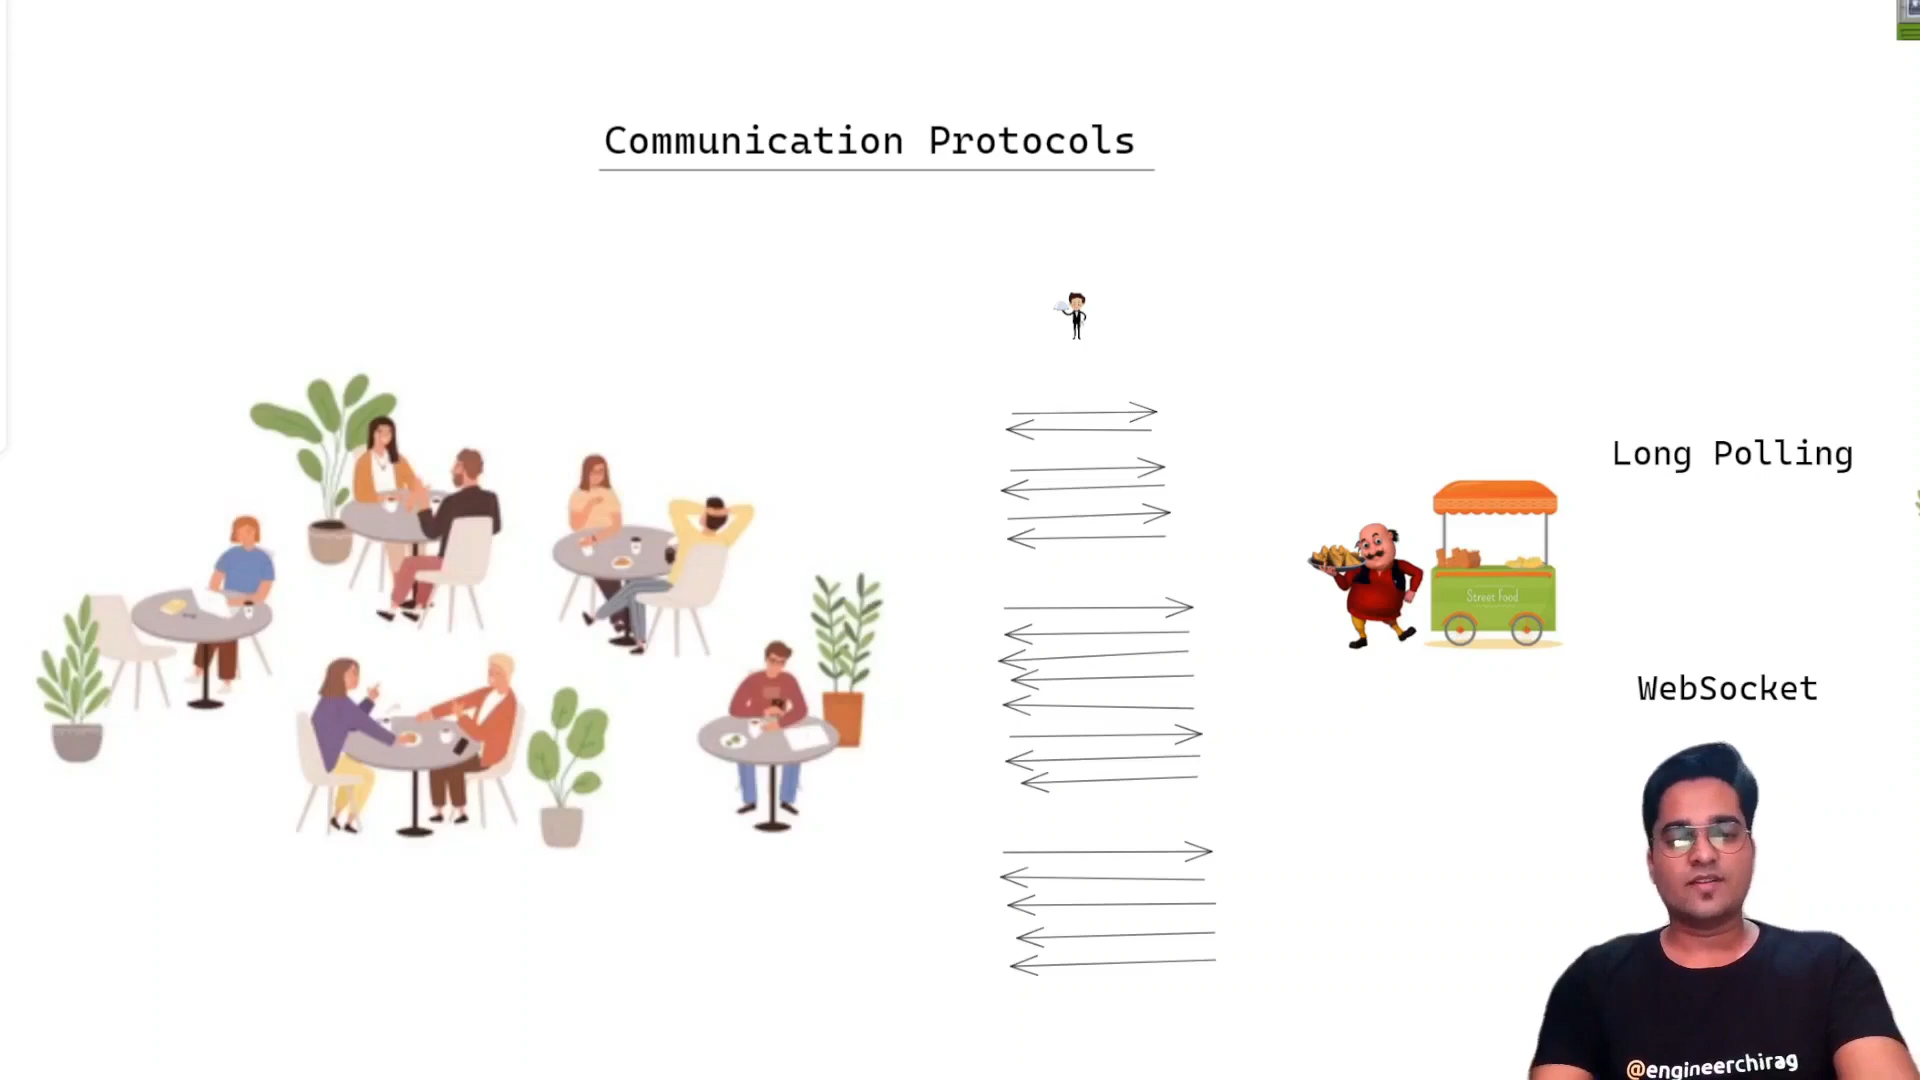 Communication Protocols
Long Polling
Street Food
WebSocket
@engineerchirag